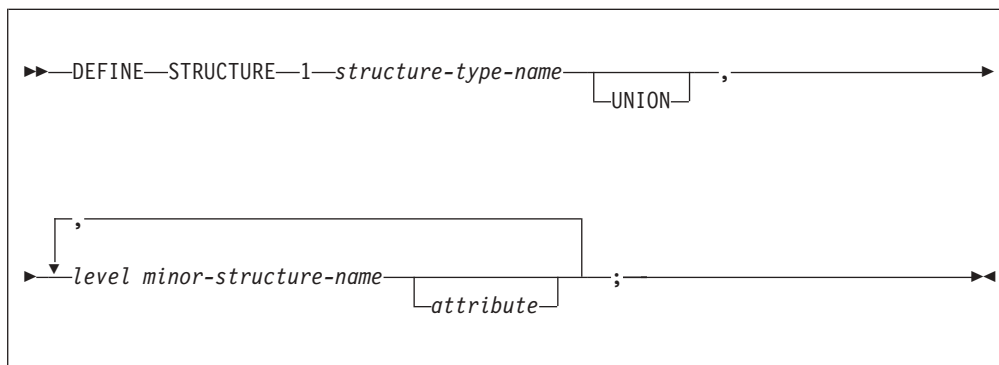 DEFINE STRUCTURE 1 structure-type-name ,
UNION
,
level minor-structure-name ;
attribute